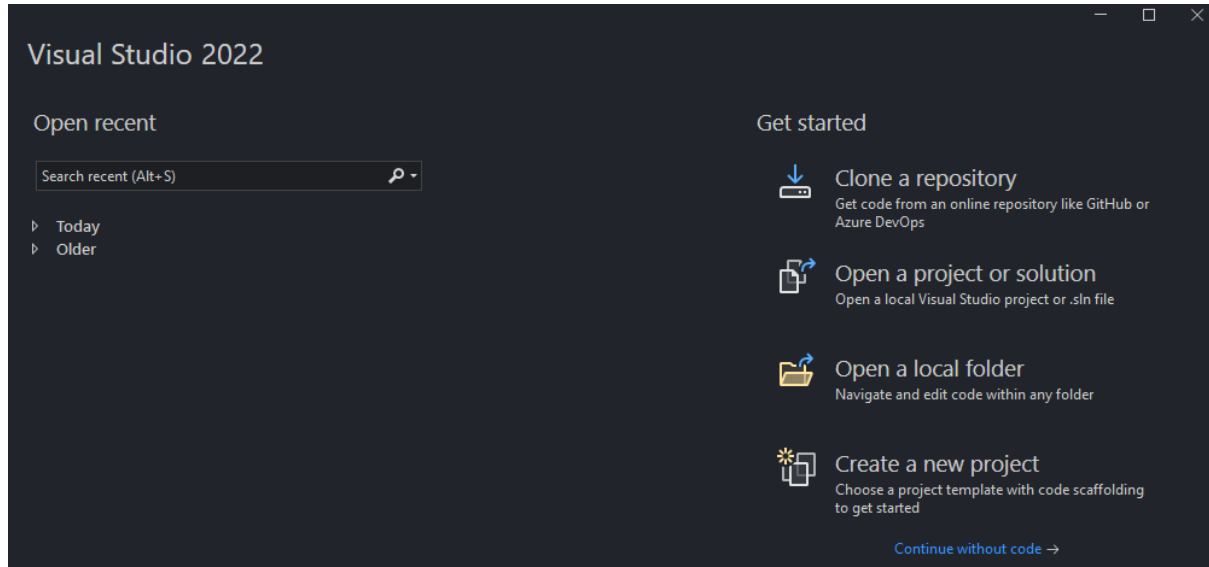 Visual Studio 2022
Open recent
Search recent (Alt+S)
Today
Older
Get started
Clone a repository
Get code from an online repository like GitHub or
Azure DevOps
Open a project or solution
Open a local Visual Studio project or .sln file
Open a local folder
Navigate and edit code within any folder
Create a new project
Choose a project template with code scaffolding
to get started
Continue without code →